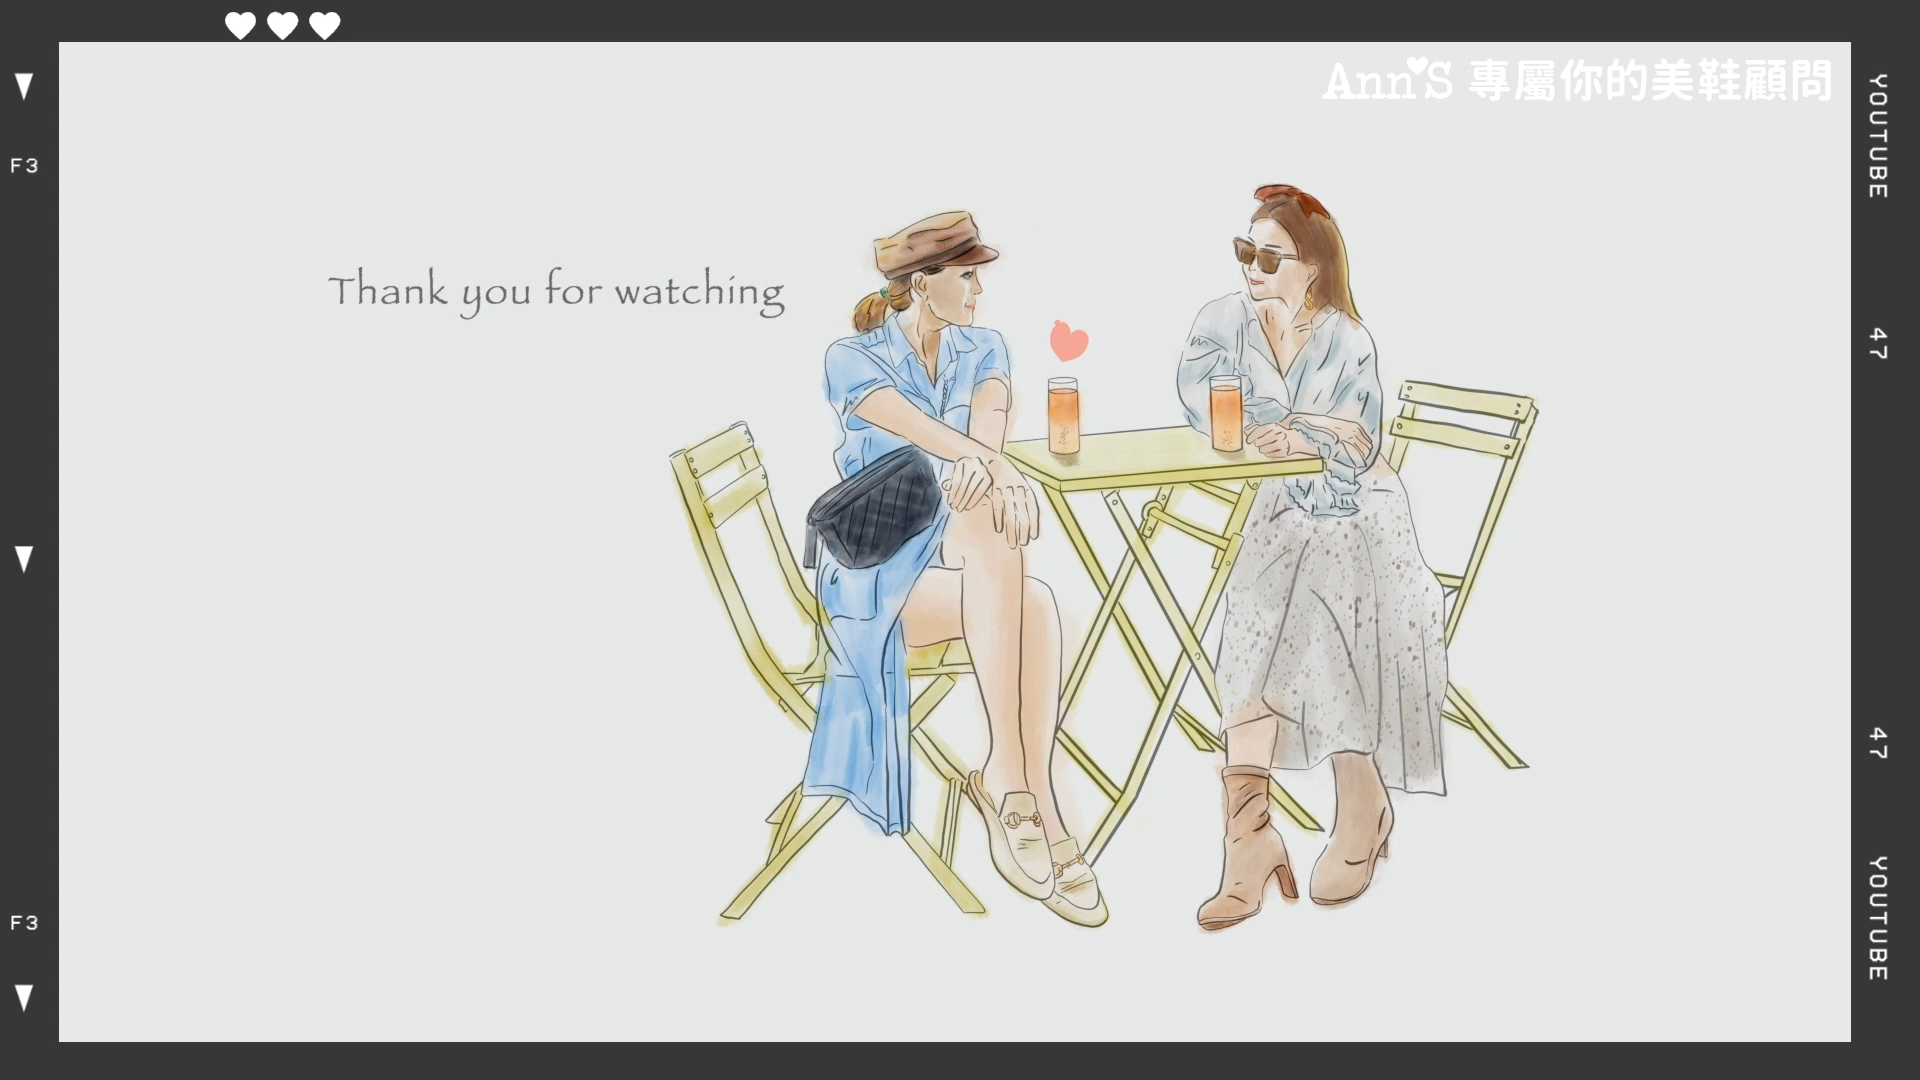 Ann'S 專屬你的美鞋顧問
F3
Thank you for watching
F3
YOUTUBE
47
47
YOUTUBE